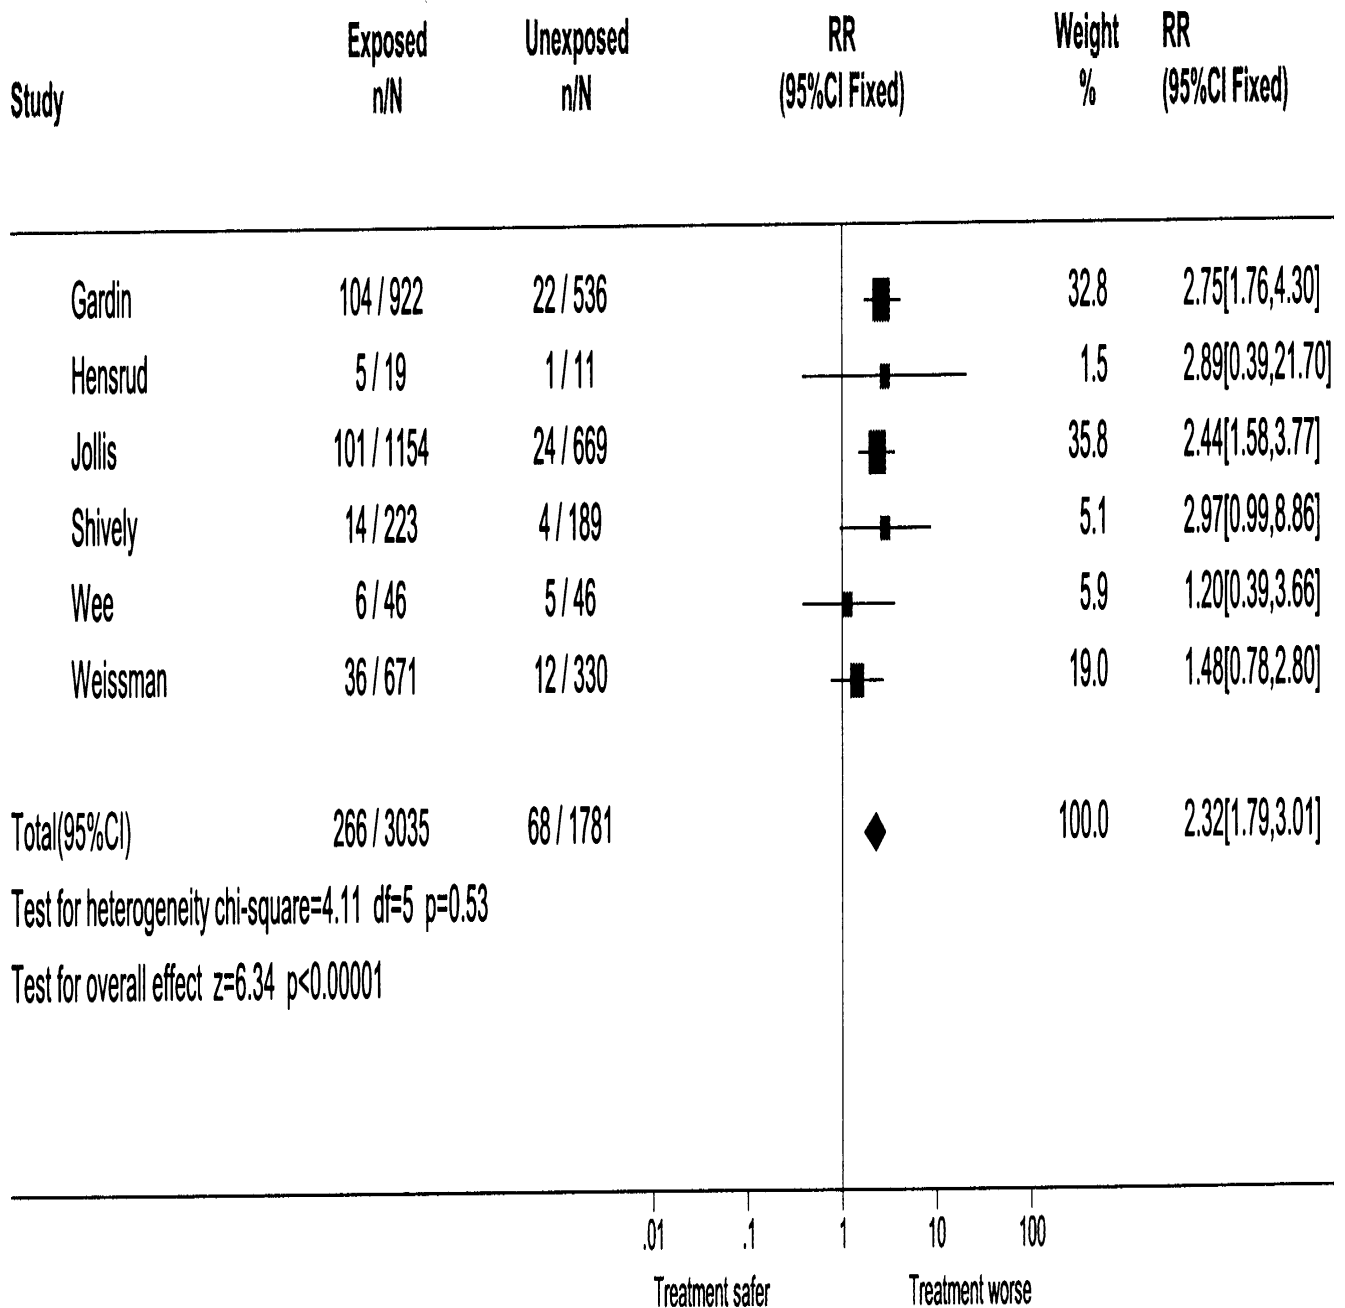 Exposed Unexposed RR Weight RR
Study n/N n/N (95%CI Fixed) % (95%CI Fixed)
Gardin 104 / 922 22 / 536 32.8 2.75[1.76,4.30]
Hensrud 5 / 19 1 / 11 1.5 2.89[0.39,21.70]
Jollis 101 / 1154 24 / 669 35.8 2.44[1.58,3.77]
Shively 14 / 223 4 / 189 5.1 2.97[0.99,8.86]
Wee 6 / 46 5 / 46 5.9 1.20[0.39,3.66]
Weissman 36 / 671 12 / 330 19.0 1.48[0.78,2.80]
Total(95%CI) 266 / 3035 68 / 1781 100.0 2.32[1.79,3.01]
Test for heterogeneity chi-square=4.11 df=5 p=0.53
Test for overall effect z=6.34 p<0.00001
.01 .1 1 10 100
Treatment safer Treatment worse